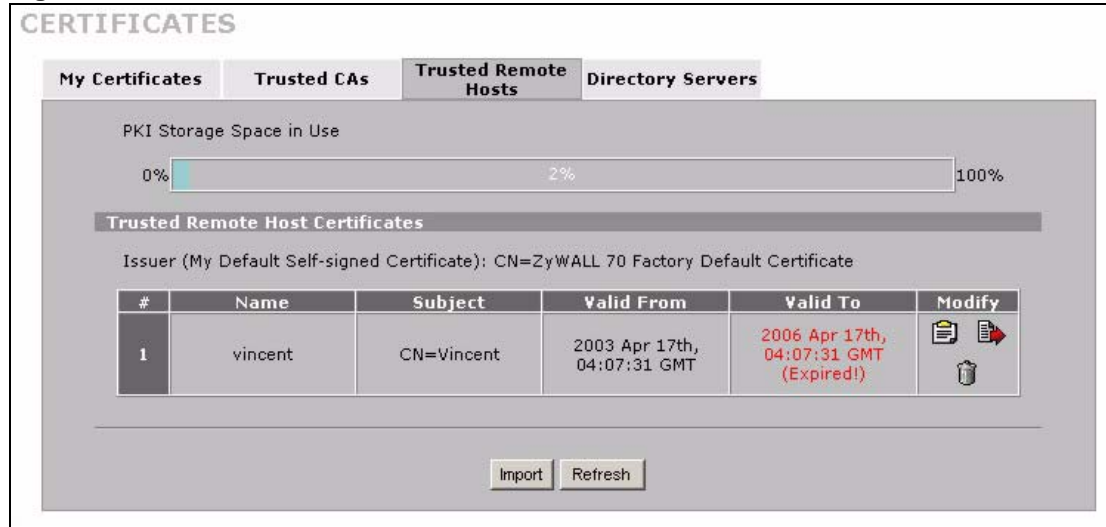 CERTIFICATES
My Certificates
Trusted CAs
Trusted Remote
Hosts
Directory Servers
PKI Storage Space in Use
0%
2%
100%
Trusted Remote Host Certificates
Issuer (My Default Self-signed Certificate): CN=ZyWALL 70 Factory Default Certificate
# Name Subject Valid From Valid To Modify
1
vincent
CN=Vincent
2003 Apr 17th,
04:07:31 GMT
2006 Apr 17th,
04:07:31 GMT
(Expired!)
Import
Refresh